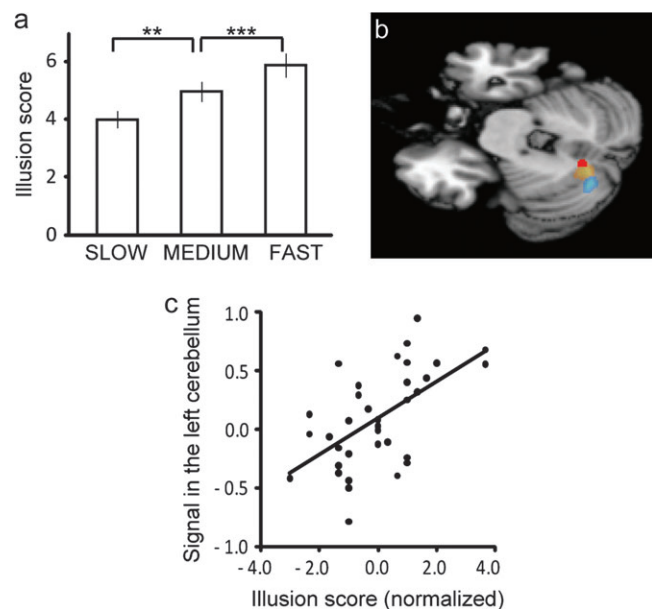 a
**
***
6
4
2
0
Illusion score
SLOW MEDIUM FAST
b
c
1.0
0.5
0.0
- 0.5
- 1.0
Signal in the left cerebellum
- 4.0 - 2.0 0.0 2.0 4.0
Illusion score (normalized)